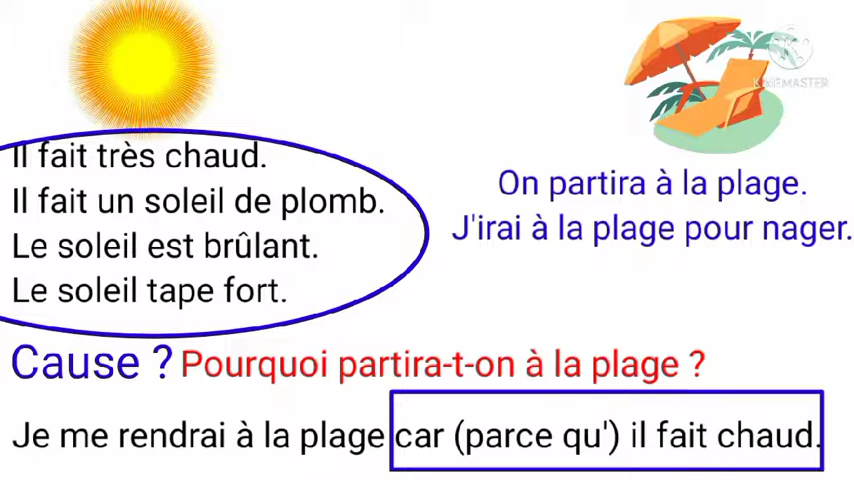 KINEMASTER
Il fait très chaud.
Il fait un soleil de plomb.
Le soleil est brûlant.
Le soleil tape fort.
On partira à la plage.
J'irai à la plage pour nager.
Cause ? Pourquoi partira-t-on à la plage ?
Je me rendrai à la plage car (parce qu') il fait chaud.